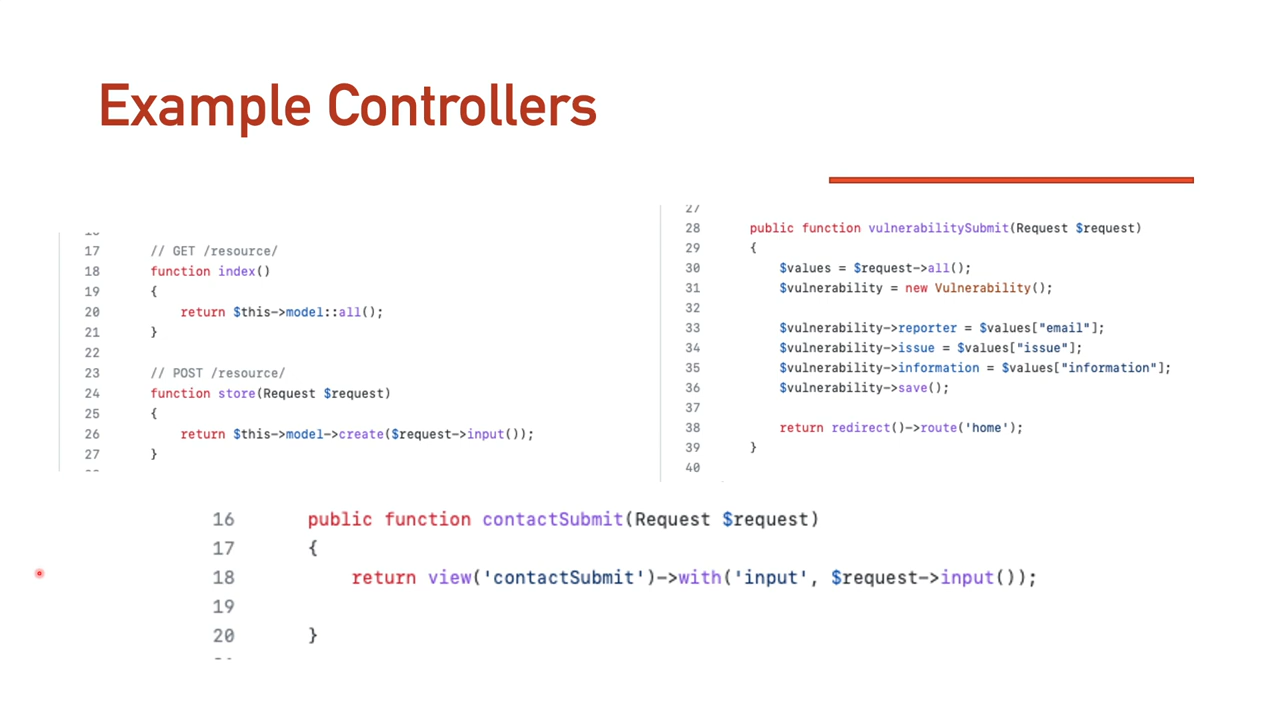 Example Controllers
17 // GET /resource/
18 function index()
19 {
20 return $this->model::all();
21 }
22
23 // POST /resource/
24 function store(Request $request)
25 {
26 return $this->model->create($request->input());
27 }
27
28 public function vulnerabilitySubmit(Request $request)
29 {
30 $values = $request->all();
31 $vulnerability = new Vulnerability();
32
33 $vulnerability->reporter = $values["email"];
34 $vulnerability->issue = $values["issue"];
35 $vulnerability->information = $values["information"];
36 $vulnerability->save();
37
38 return redirect()->route('home');
39 }
40
16 public function contactSubmit(Request $request)
17 {
18 return view('contactSubmit')->with('input', $request->input());
19
20 }